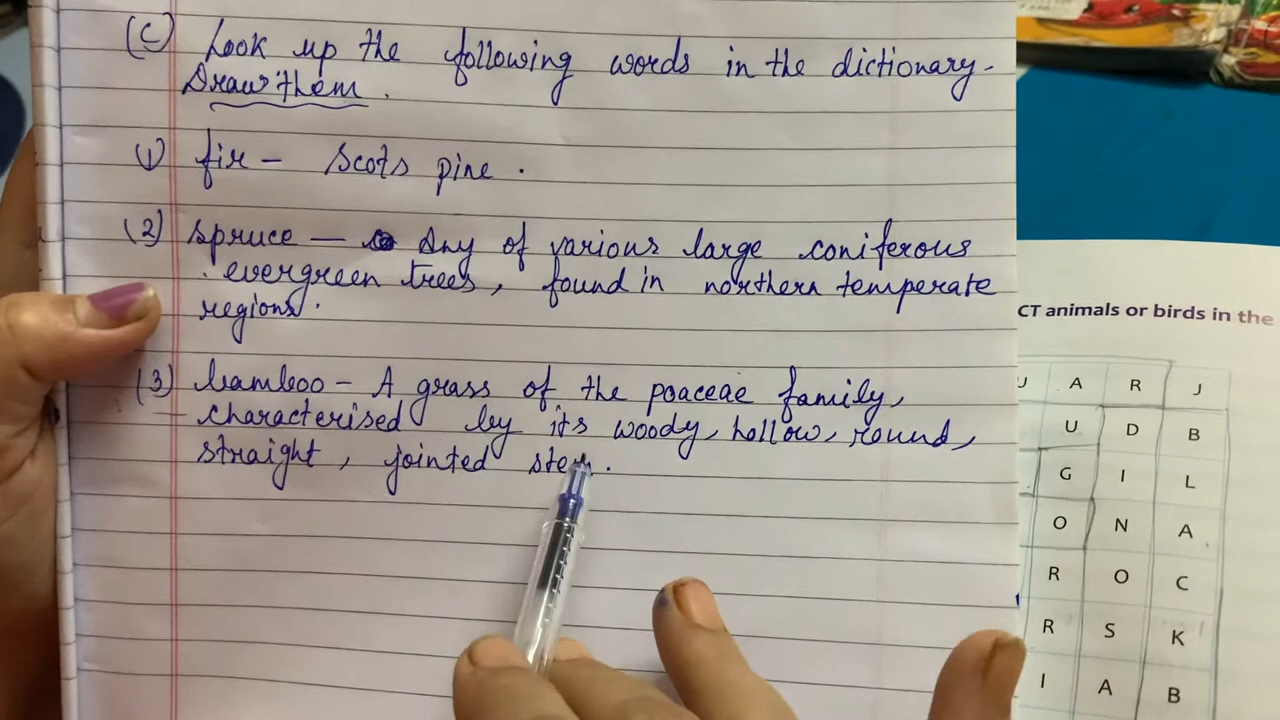 (C) Look up the following words in the dictionary.
Draw them.
(1) fir - Scots pine.
(2) spruce - Any of various large coniferous
evergreen trees, found in northern temperate
regions.
(3) bamboo - A grass of the poaceae family,
characterised by its woody, hollow, round,
straight, jointed stem.
CT animals or birds in the
J A R J
U D B
G I L
O N A
R O C
R S K
I A B